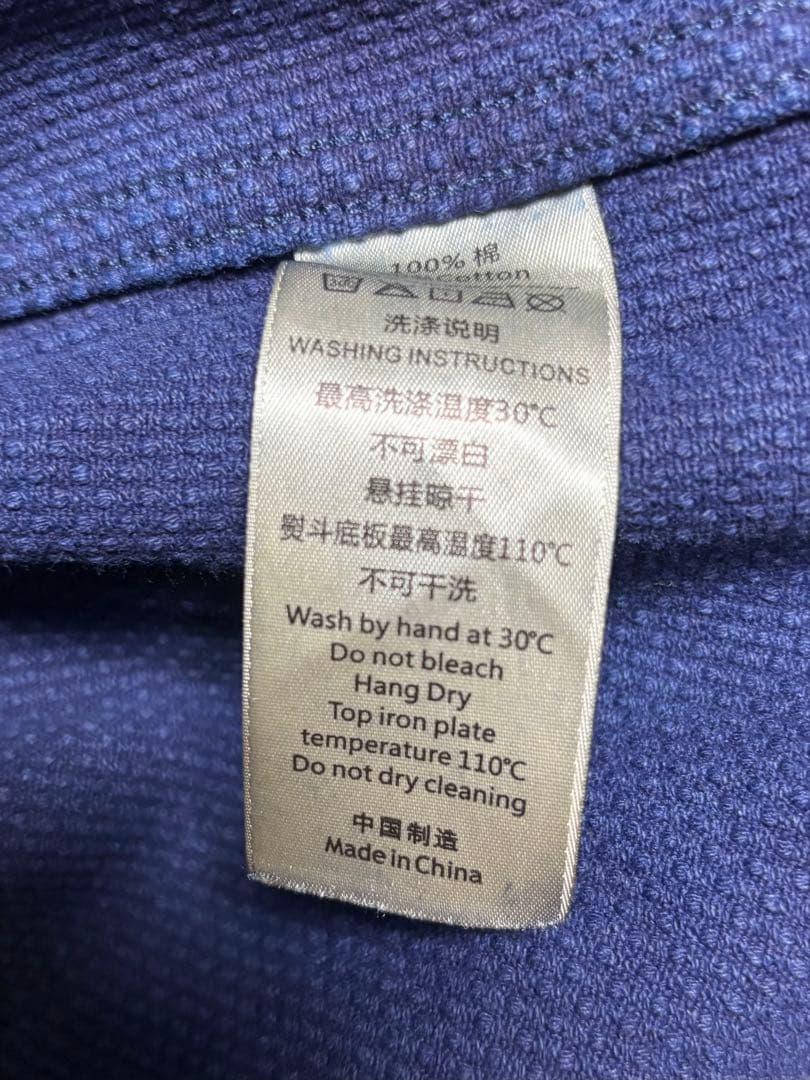 100% 棉
cotton
洗涤说明
WASHING INSTRUCTIONS
最高洗涤温度30℃
不可漂白
悬挂晾干
熨斗底板最高温度110℃
不可干洗
Wash by hand at 30℃
Do not bleach
Hang Dry
Top iron plate
temperature 110℃
Do not dry cleaning
中国制造
Made in China